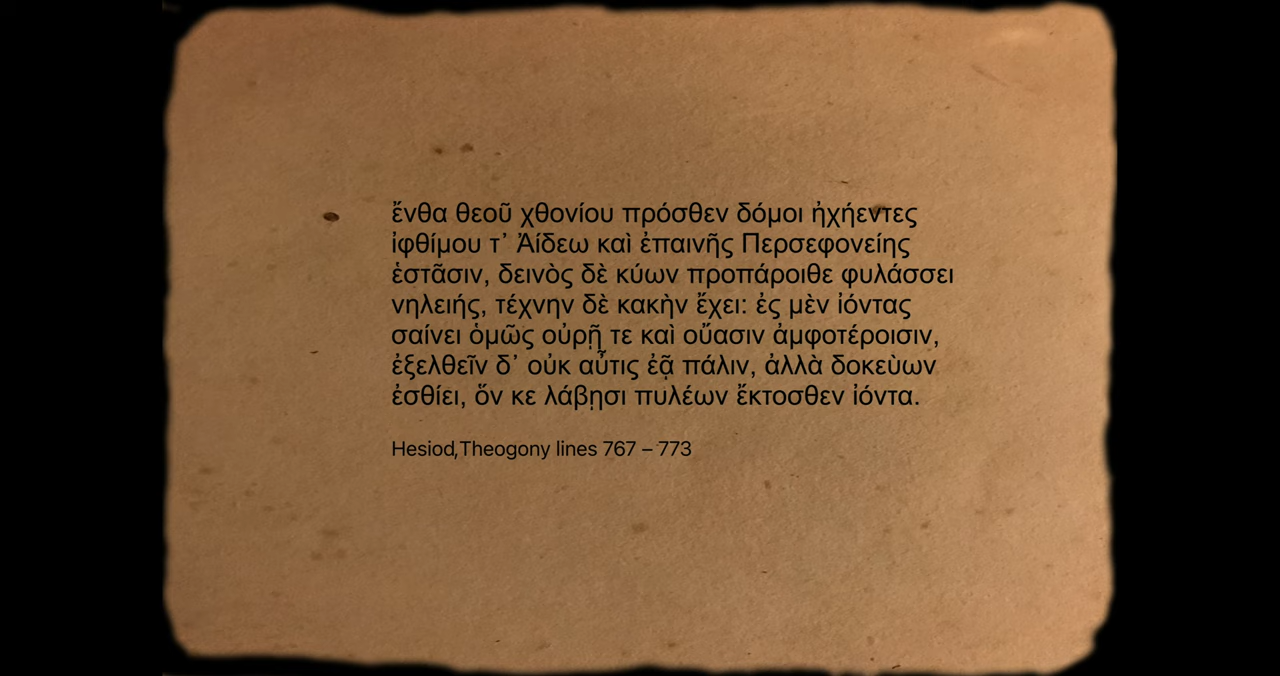 ἔνθα θεοῦ χθονίου πρόσθεν δόμοι ἠχήεντες
ἰφθίμου τ’ Ἀίδεω καὶ ἐπαινῆς Περσεφονείης
ἑστᾶσιν, δεινὸς δὲ κύων προπάροιθε φυλάσσει
νηλειής, τέχνην δὲ κακὴν ἔχει: ἐς μὲν ἰόντας
σαίνει ὁμῶς οὐρῇ τε καὶ οὔασιν ἀμφοτέροισιν,
ἐξελθεῖν δ’ οὐκ αὖτις ἐᾷ πάλιν, ἀλλὰ δοκεὺων
ἐσθίει, ὅν κε λάβῃσι πυλέων ἔκτοσθεν ἰόντα.
Hesiod,Theogony lines 767 – 773